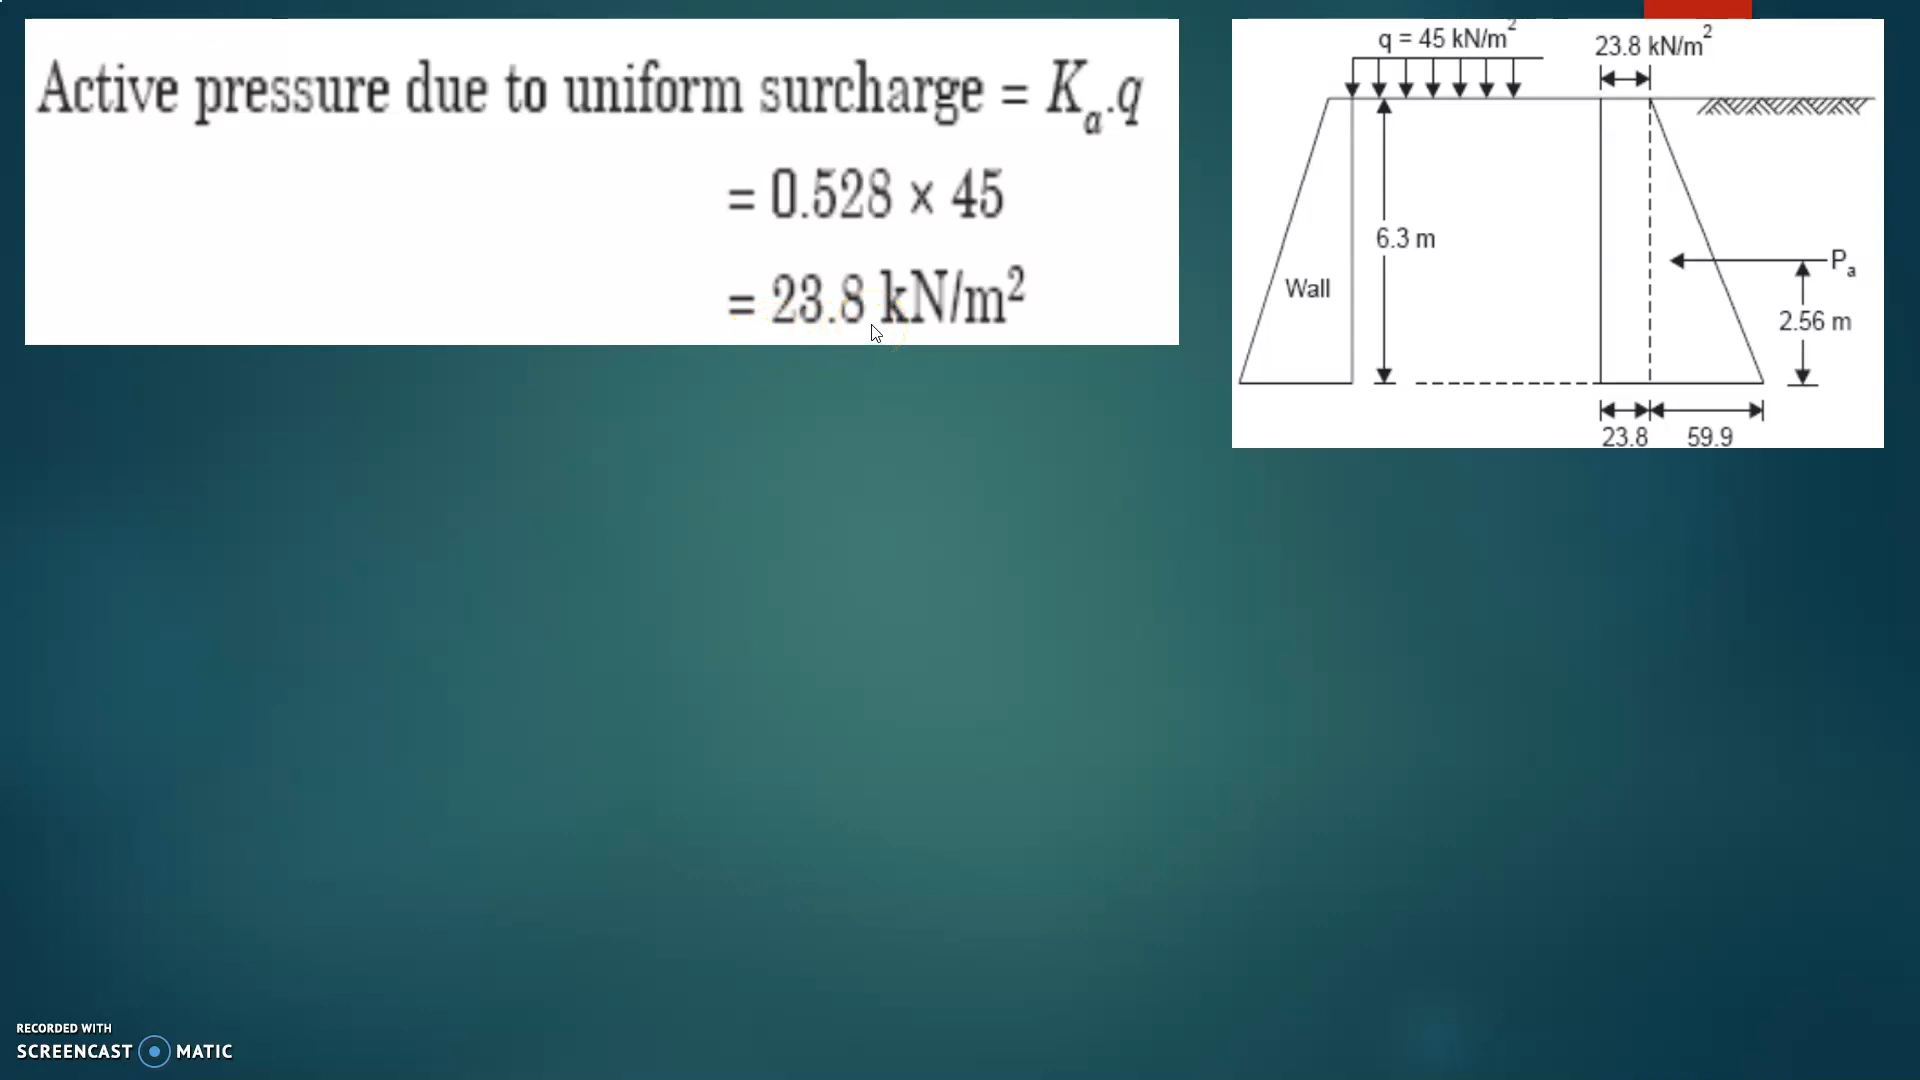 Active pressure due to uniform surcharge = Kₐ.q
= 0.528 × 45
= 23.8 kN/m²
q = 45 kN/m²
23.8 kN/m²
6.3 m
Wall
Pₐ
2.56 m
23.8 59.9
RECORDED WITH
SCREENCAST MATIC